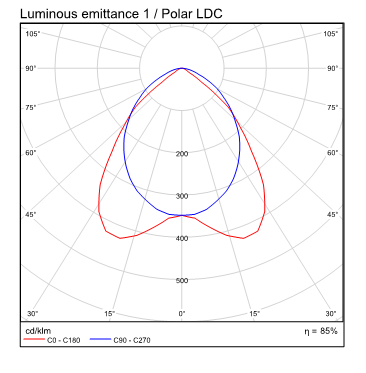 Luminous emittance 1 / Polar LDC
105° 105°
90° 90°
75° 75°
60° 60°
200
300
45° 45°
400
500
30° 15° 0° 15° 30°
cd/klm η = 85%
C0 - C180 C90 - C270